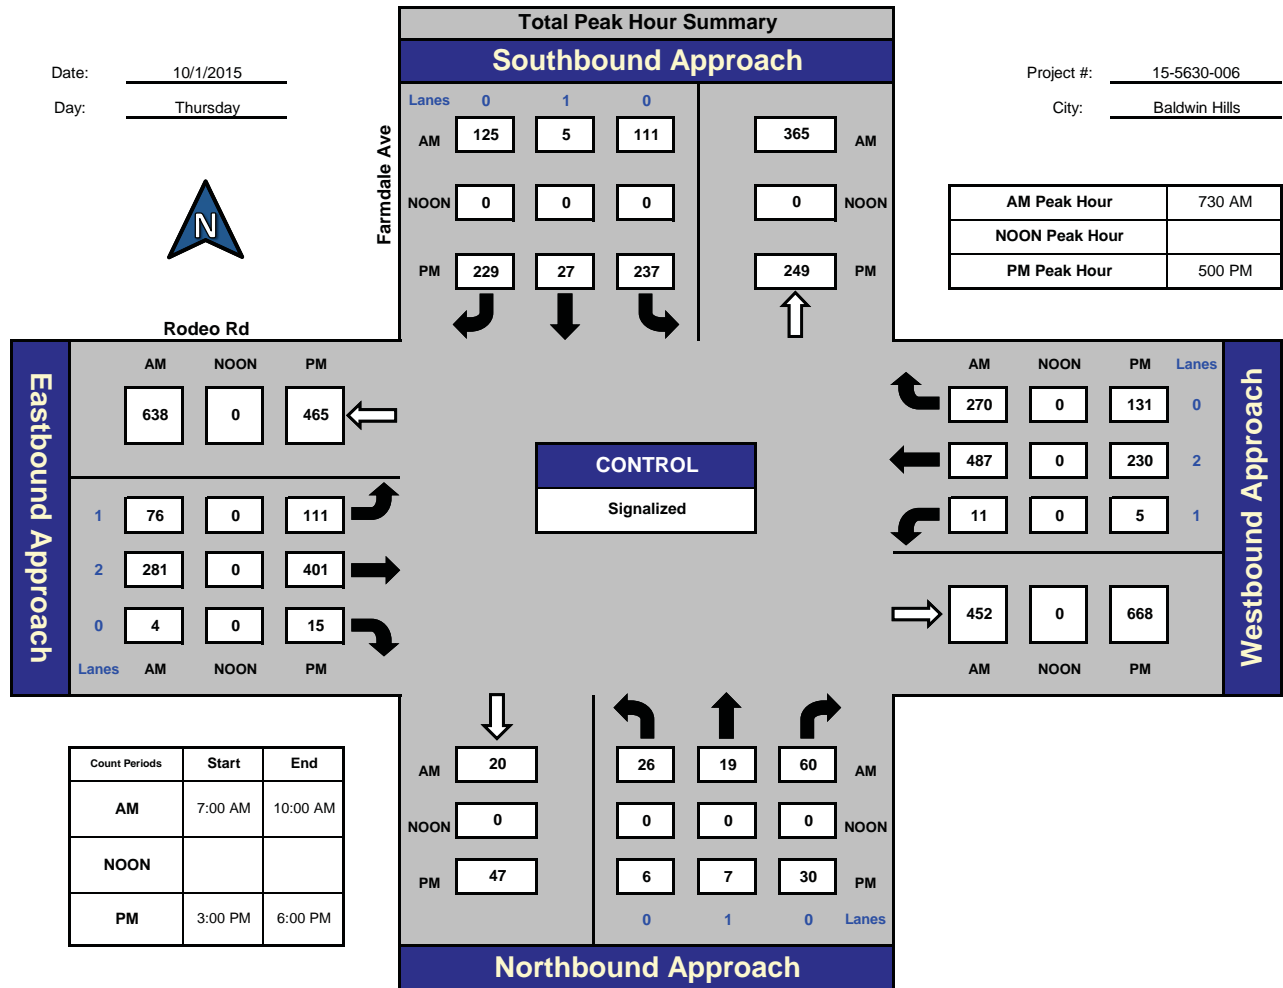 Total Peak Hour Summary
Southbound Approach
Date: 10/1/2015
Day: Thursday
Project #: 15-5630-006
City: Baldwin Hills
N
Farmdale Ave
Lanes 0 1 0
AM 125 5 111 365 AM
NOON 0 0 0 0 NOON
PM 229 27 237 249 PM
AM Peak Hour 730 AM
NOON Peak Hour
PM Peak Hour 500 PM
Rodeo Rd
Eastbound Approach
AM NOON PM
638 0 465
1 76 0 111
2 281 0 401
0 4 0 15
Lanes AM NOON PM
CONTROL
Signalized
AM NOON PM Lanes
270 0 131 0
487 0 230 2
11 0 5 1
452 0 668
AM NOON PM
Westbound Approach
Count Periods Start End
AM 7:00 AM 10:00 AM
NOON
PM 3:00 PM 6:00 PM
AM 20 26 19 60 AM
NOON 0 0 0 0 NOON
PM 47 6 7 30 PM
0 1 0 Lanes
Northbound Approach